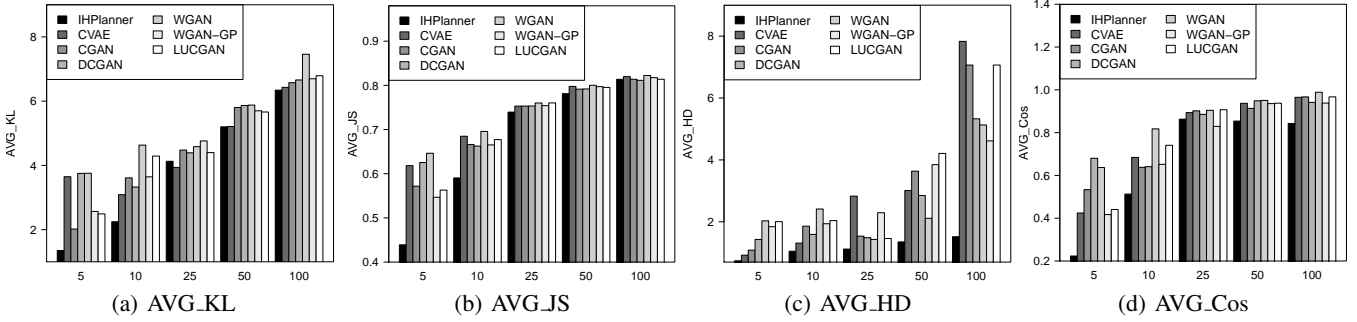 AVG_KL
8
6
4
2
IHPlanner
CVAE
CGAN
DCGAN
WGAN
WGAN-GP
LUCGAN
5 10 25 50 100
(a) AVG_KL
AVG_JS
0.9
0.8
0.7
0.6
0.5
0.4
IHPlanner
CVAE
CGAN
DCGAN
WGAN
WGAN-GP
LUCGAN
5 10 25 50 100
(b) AVG_JS
AVG_HD
8
6
4
2
IHPlanner
CVAE
CGAN
DCGAN
WGAN
WGAN-GP
LUCGAN
5 10 25 50 100
(c) AVG_HD
AVG_Cos
1.4
1.2
1.0
0.8
0.6
0.4
0.2
IHPlanner
CVAE
CGAN
DCGAN
WGAN
WGAN-GP
LUCGAN
5 10 25 50 100
(d) AVG_Cos